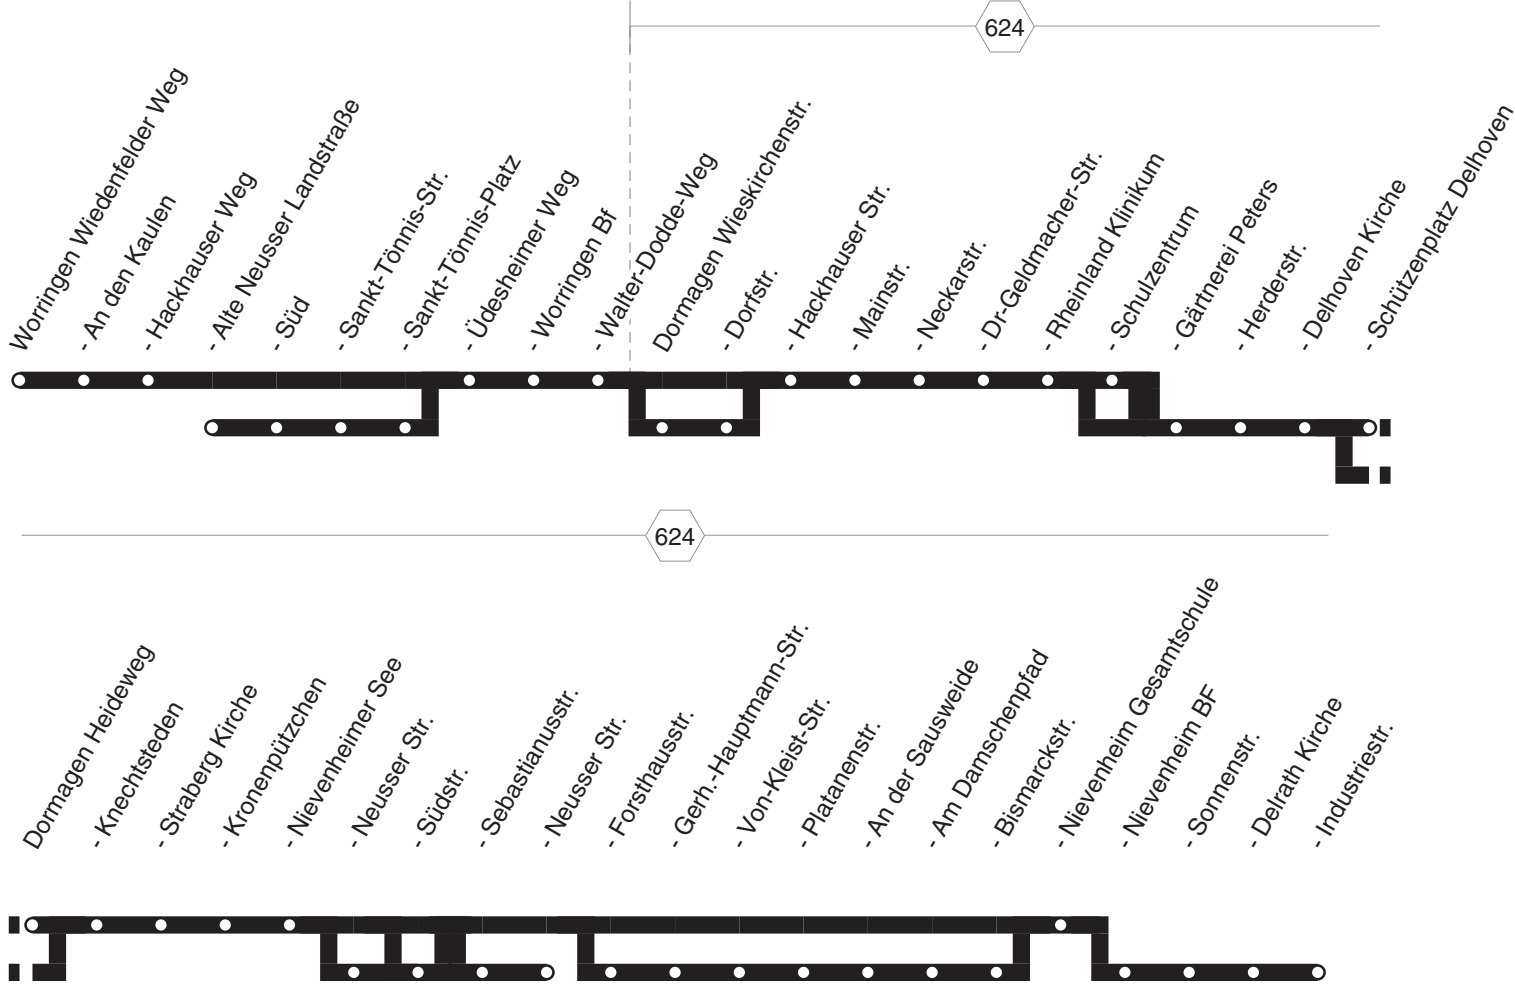 624
Worringen Wiedenfelder Weg
- An den Kaulen
- Hackhauser Weg
- Alte Neusser Landstraße
- Süd
- Sankt-Tönnis-Str.
- Sankt-Tönnis-Platz
- Üdesheimer Weg
- Worringen Bf
- Walter-Dodde-Weg
Dormagen Wieskirchenstr.
- Dorfstr.
- Hackhauser Str.
- Mainstr.
- Neckarstr.
- Dr-Geldmacher-Str.
- Rheinland Klinikum
- Schulzentrum
- Gärtnerei Peters
- Herderstr.
- Delhoven Kirche
- Schützenplatz Delhoven
624
Dormagen Heideweg
- Knechtsteden
- Straberg Kirche
- Kronenpützchen
- Nievenheimer See
- Neusser Str.
- Südstr.
- Sebastianusstr.
- Neusser Str.
- Forsthausstr.
- Gerh.-Hauptmann-Str.
- Von-Kleist-Str.
- Platanenstr.
- An der Sausweide
- Am Damschenpfad
- Bismarckstr.
- Nievenheim Gesamtschule
- Nievenheim BF
- Sonnenstr.
- Delrath Kirche
- Industriestr.